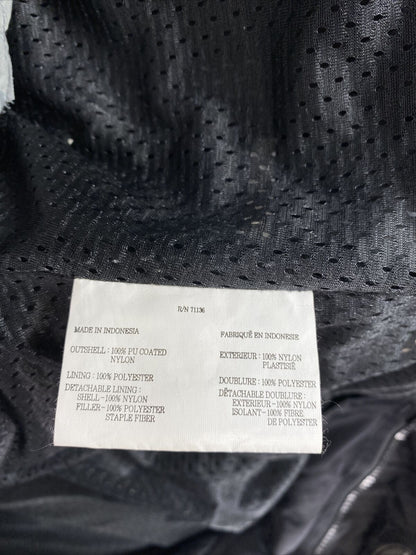 R/N 71136
MADE IN INDONESIA
OUTSHELL : 100% PU COATED
NYLON
LINING : 100% POLYESTER
DETACHABLE LINING :
SHELL-100% NYLON
FILLER-100% POLYESTER
STAPLE FIBER
FABRIQUÉ EN INDONESIE
EXTERIEUR : 100% NYLON
PLASTISIÉ
DOUBLURE : 100% POLYESTER
DÉTACHABLE DOUBLURE :
EXTERIEUR-100% NYLON
ISOLANT-100% FIBRE
DE POLYESTER